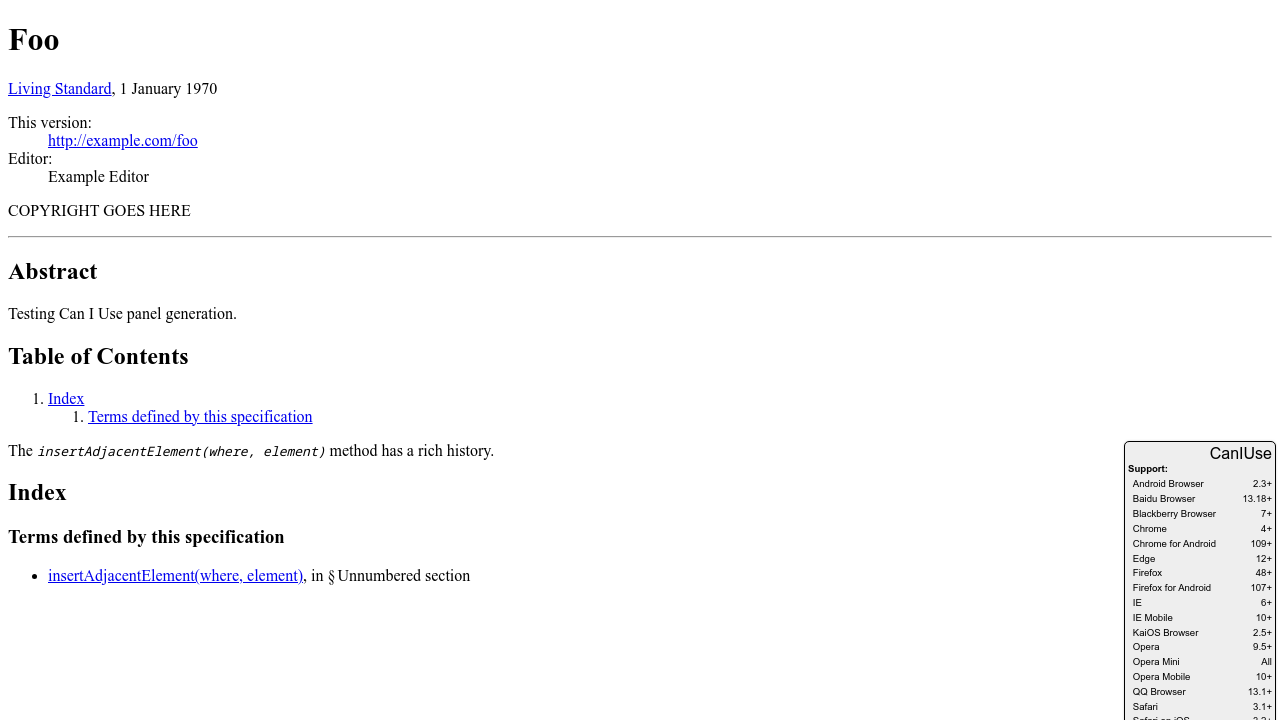 Foo
Living Standard, 1 January 1970
This version:
http://example.com/foo
Editor:
Example Editor
COPYRIGHT GOES HERE
Abstract
Testing Can I Use panel generation.
Table of Contents
1. Index
1. Terms defined by this specification
The insertAdjacentElement(where, element) method has a rich history.
Index
Terms defined by this specification
• insertAdjacentElement(where, element), in § Unnumbered section
CanIUse
Support:
Android Browser 2.3+
Baidu Browser 13.18+
Blackberry Browser 7+
Chrome 4+
Chrome for Android 109+
Edge 12+
Firefox 48+
Firefox for Android 107+
IE 6+
IE Mobile 10+
KaiOS Browser 2.5+
Opera 9.5+
Opera Mini All
Opera Mobile 10+
QQ Browser 13.1+
Safari 3.1+
Safari on iOS